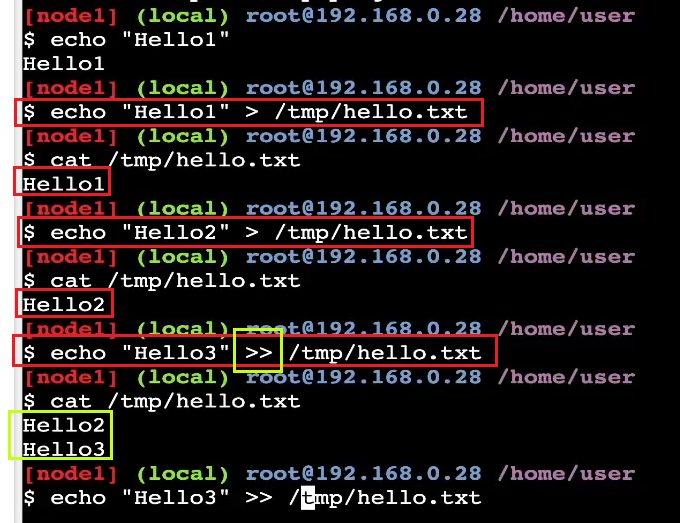 [node1] (local) root@192.168.0.28 /home/user
$ echo "Hello1"
Hello1
[node1] (local) root@192.168.0.28 /home/user
$ echo "Hello1" > /tmp/hello.txt
[node1] (local) root@192.168.0.28 /home/user
$ cat /tmp/hello.txt
Hello1
[node1] (local) root@192.168.0.28 /home/user
$ echo "Hello2" > /tmp/hello.txt
[node1] (local) root@192.168.0.28 /home/user
$ cat /tmp/hello.txt
Hello2
[node1] (local) root@192.168.0.28 /home/user
$ echo "Hello3" >> /tmp/hello.txt
[node1] (local) root@192.168.0.28 /home/user
$ cat /tmp/hello.txt
Hello2
Hello3
[node1] (local) root@192.168.0.28 /home/user
$ echo "Hello3" >> /tmp/hello.txt